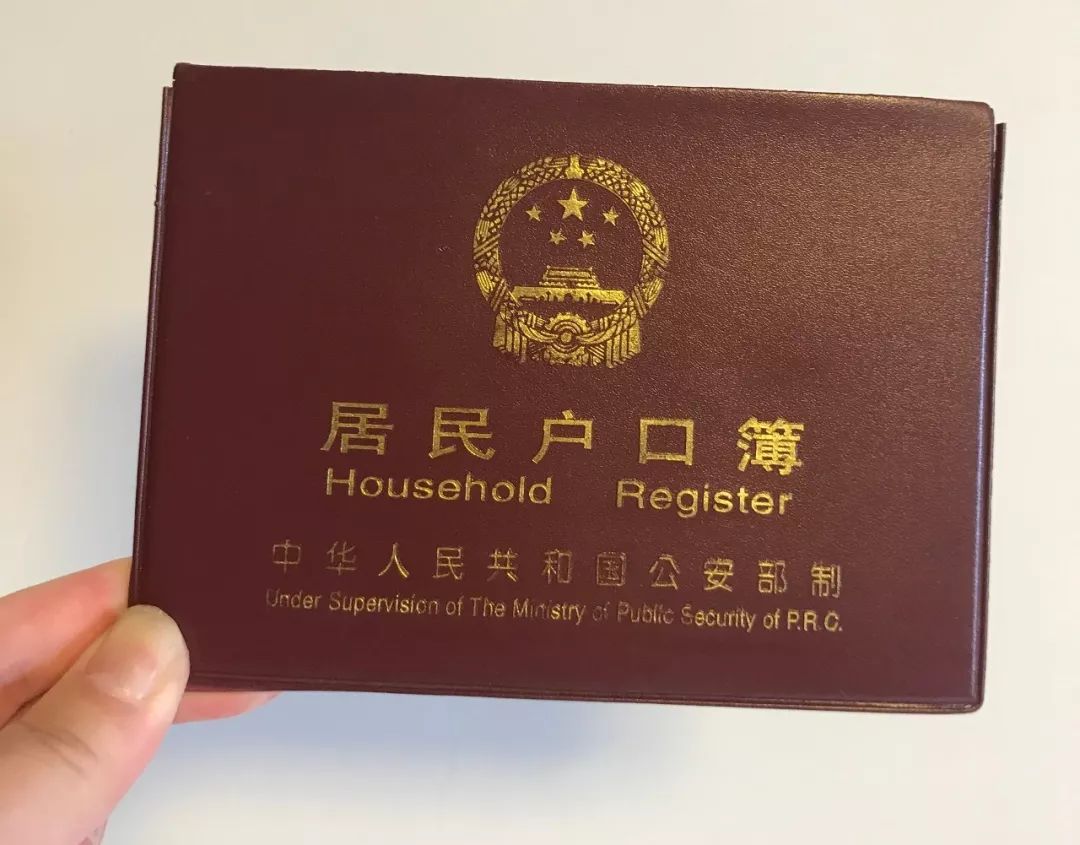 居民户口簿
Household Register
中华人民共和国公安部制
Under Supervision of The Ministry of Public Security of P.R.C.